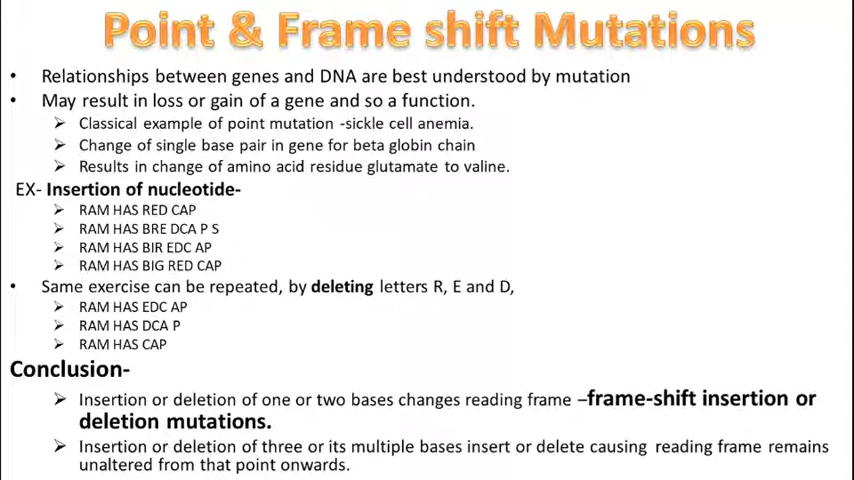 Point & Frame shift Mutations
• Relationships between genes and DNA are best understood by mutation
• May result in loss or gain of a gene and so a function.
➢ Classical example of point mutation -sickle cell anemia.
➢ Change of single base pair in gene for beta globin chain
➢ Results in change of amino acid residue glutamate to valine.
EX- Insertion of nucleotide-
➢ RAM HAS RED CAP
➢ RAM HAS BRE DCA P S
➢ RAM HAS BIR EDC AP
➢ RAM HAS BIG RED CAP
• Same exercise can be repeated, by deleting letters R, E and D,
➢ RAM HAS EDC AP
➢ RAM HAS DCA P
➢ RAM HAS CAP
Conclusion-
➢ Insertion or deletion of one or two bases changes reading frame –frame-shift insertion or
deletion mutations.
➢ Insertion or deletion of three or its multiple bases insert or delete causing reading frame remains
unaltered from that point onwards.